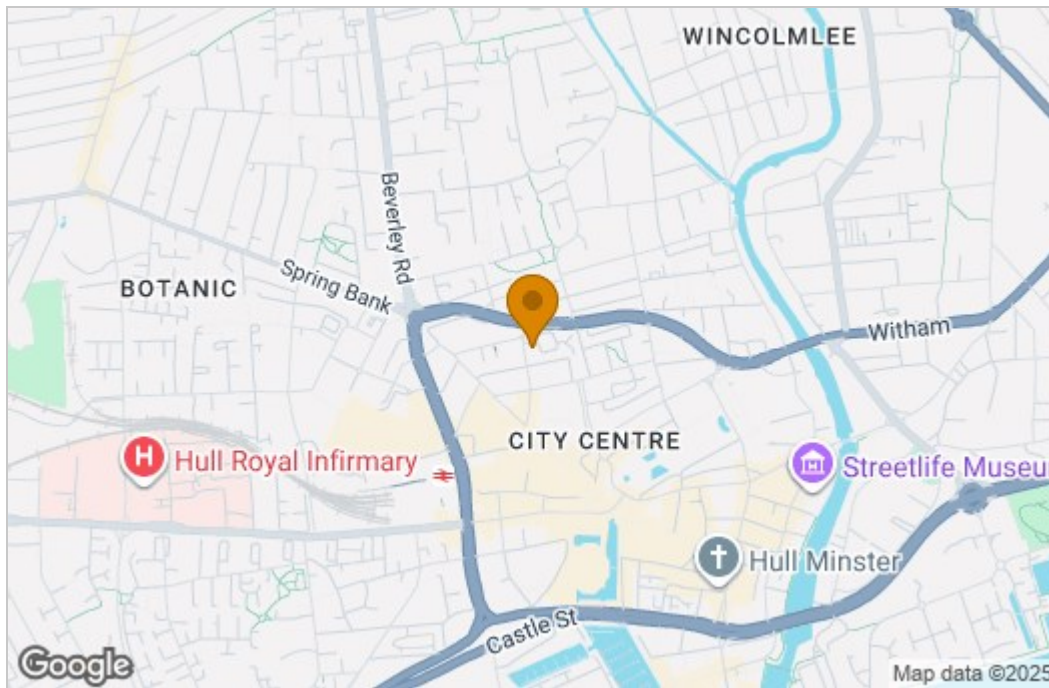 WINCOLMLEE
Beverley Rd
Spring Bank
BOTANIC
Witham
CITY CENTRE
H
Hull Royal Infirmary
Streetlife Museu
Hull Minster
Castle St
Google
Map data ©2025